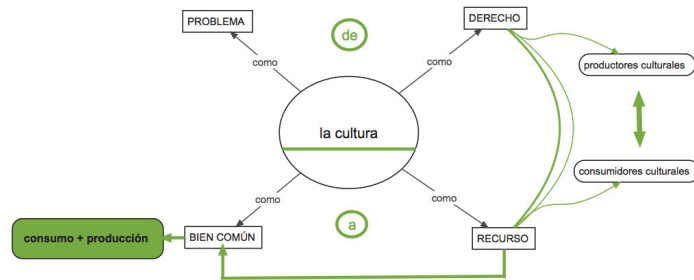 PROBLEMA
de
DERECHO
como
como
productores culturales
la cultura
consumidores culturales
como
como
a
consumo + producción
BIEN COMÚN
RECURSO